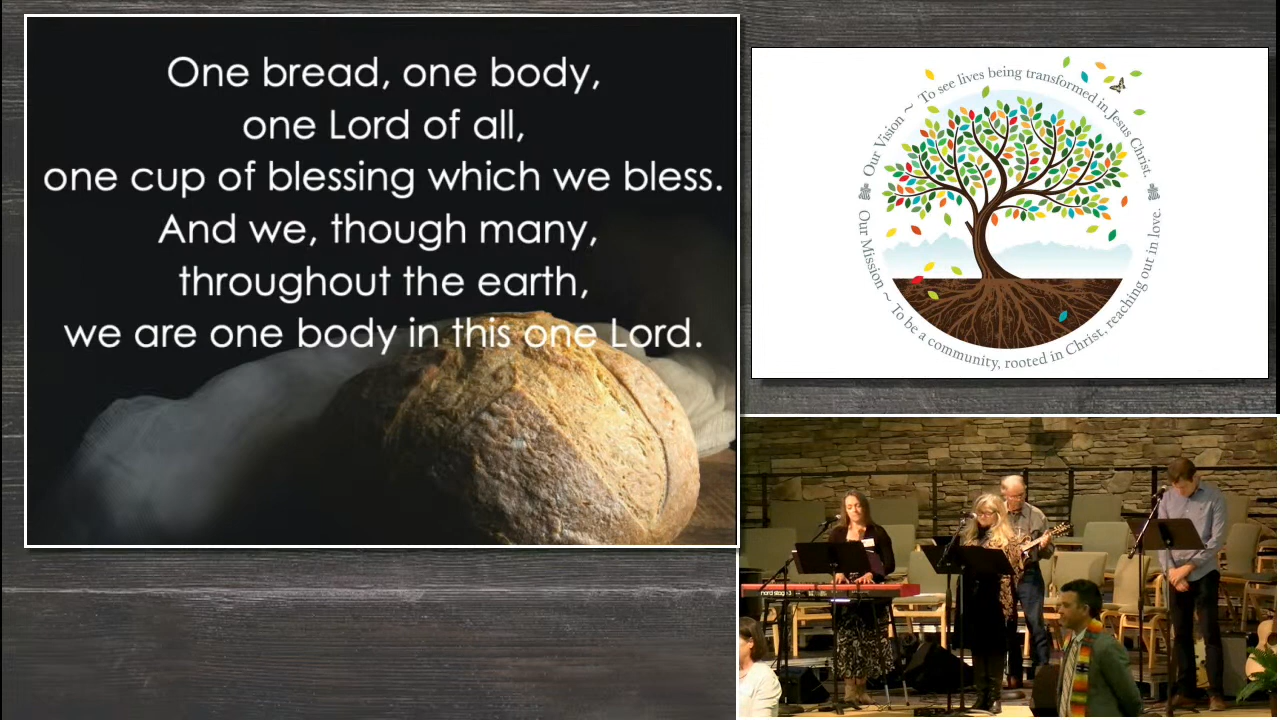 One bread, one body,
one Lord of all,
one cup of blessing which we bless.
And we, though many,
throughout the earth,
we are one body in this one Lord.
Our Vision ~ To see lives being transformed in Jesus Christ.
Our Mission ~ To be a community, rooted in Christ, reaching out in love.
nord stage 3